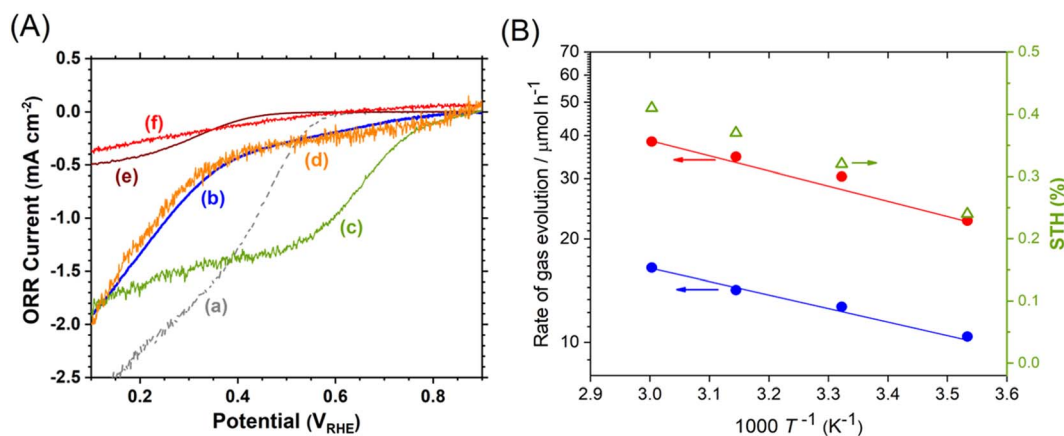 (A)
0.5
0.0
-0.5
-1.0
-1.5
-2.0
-2.5
ORR Current (mA cm-2)
(f)
(e)
(d)
(b)
(c)
(a)
0.2 0.4 0.6 0.8
Potential (VRHE)
(B)
70
60
50
40
30
20
10
Rate of gas evolution / μmol h-1
0.5
0.4
0.3
0.2
0.1
0.0
STH (%)
2.9 3.0 3.1 3.2 3.3 3.4 3.5 3.6
1000 T -1 (K-1)